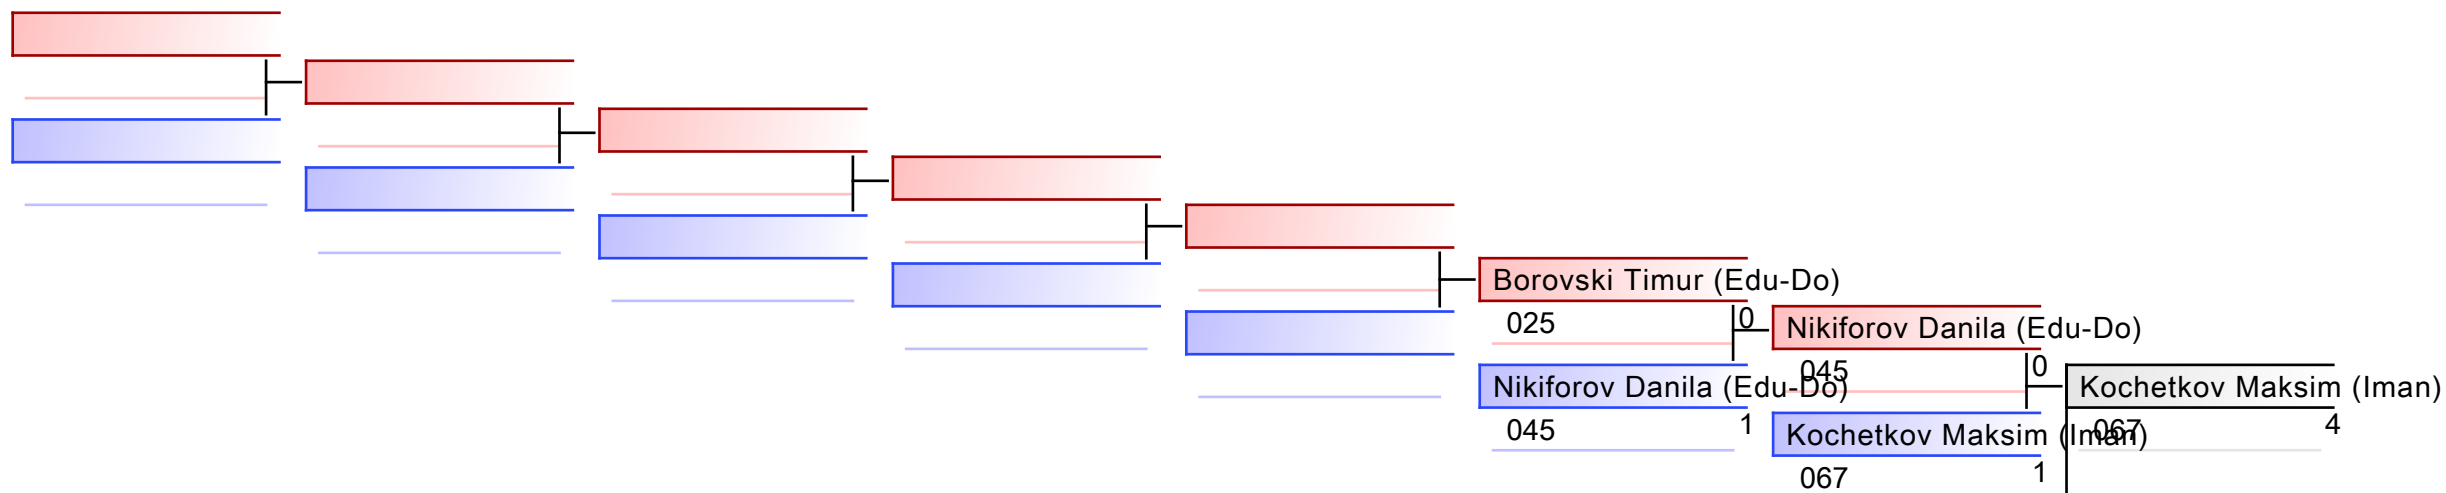 Borovski Timur (Edu-Do)
025
0
Nikiforov Danila (Edu-Do)
045
1
Nikiforov Danila (Edu-Do)
045
0
Kochetkov Maksim (Iman)
067
1
Kochetkov Maksim (Iman)
067
4